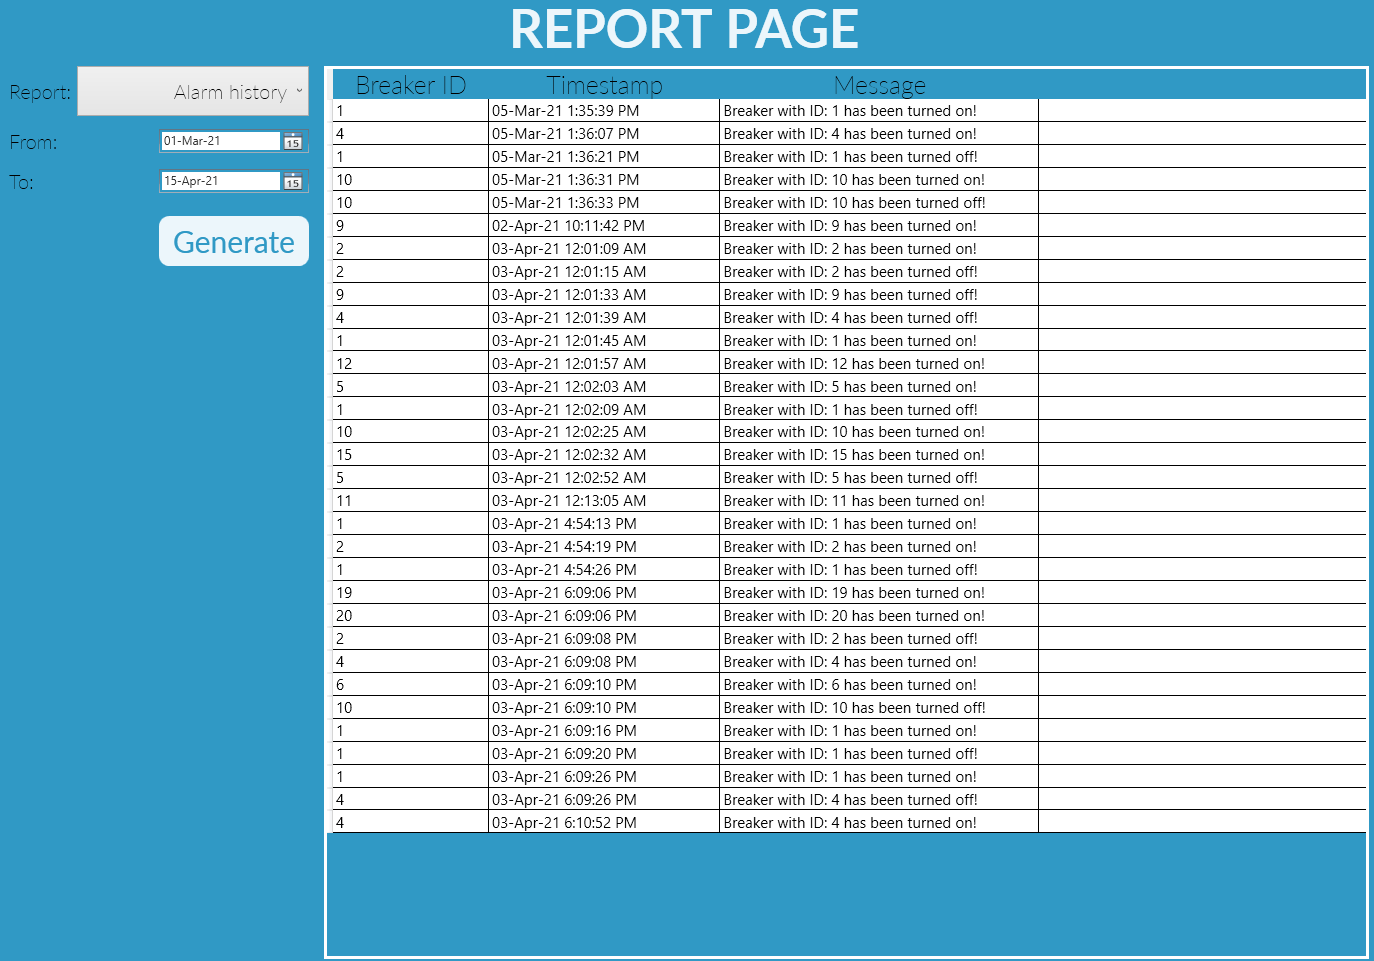 REPORT PAGE
Report: Alarm history
From: 01-Mar-21 15
To: 15-Apr-21 15
Generate
Breaker ID Timestamp Message
1 05-Mar-21 1:35:39 PM Breaker with ID: 1 has been turned on!
4 05-Mar-21 1:36:07 PM Breaker with ID: 4 has been turned on!
1 05-Mar-21 1:36:21 PM Breaker with ID: 1 has been turned off!
10 05-Mar-21 1:36:31 PM Breaker with ID: 10 has been turned on!
10 05-Mar-21 1:36:33 PM Breaker with ID: 10 has been turned off!
9 02-Apr-21 10:11:42 PM Breaker with ID: 9 has been turned on!
2 03-Apr-21 12:01:09 AM Breaker with ID: 2 has been turned on!
2 03-Apr-21 12:01:15 AM Breaker with ID: 2 has been turned off!
9 03-Apr-21 12:01:33 AM Breaker with ID: 9 has been turned off!
4 03-Apr-21 12:01:39 AM Breaker with ID: 4 has been turned off!
1 03-Apr-21 12:01:45 AM Breaker with ID: 1 has been turned on!
12 03-Apr-21 12:01:57 AM Breaker with ID: 12 has been turned on!
5 03-Apr-21 12:02:03 AM Breaker with ID: 5 has been turned on!
1 03-Apr-21 12:02:09 AM Breaker with ID: 1 has been turned off!
10 03-Apr-21 12:02:25 AM Breaker with ID: 10 has been turned on!
15 03-Apr-21 12:02:32 AM Breaker with ID: 15 has been turned on!
5 03-Apr-21 12:02:52 AM Breaker with ID: 5 has been turned off!
11 03-Apr-21 12:13:05 AM Breaker with ID: 11 has been turned on!
1 03-Apr-21 4:54:13 PM Breaker with ID: 1 has been turned on!
2 03-Apr-21 4:54:19 PM Breaker with ID: 2 has been turned on!
1 03-Apr-21 4:54:26 PM Breaker with ID: 1 has been turned off!
19 03-Apr-21 6:09:06 PM Breaker with ID: 19 has been turned on!
20 03-Apr-21 6:09:06 PM Breaker with ID: 20 has been turned on!
2 03-Apr-21 6:09:08 PM Breaker with ID: 2 has been turned off!
4 03-Apr-21 6:09:08 PM Breaker with ID: 4 has been turned on!
6 03-Apr-21 6:09:10 PM Breaker with ID: 6 has been turned on!
10 03-Apr-21 6:09:10 PM Breaker with ID: 10 has been turned off!
1 03-Apr-21 6:09:16 PM Breaker with ID: 1 has been turned on!
1 03-Apr-21 6:09:20 PM Breaker with ID: 1 has been turned off!
1 03-Apr-21 6:09:26 PM Breaker with ID: 1 has been turned on!
4 03-Apr-21 6:09:26 PM Breaker with ID: 4 has been turned off!
4 03-Apr-21 6:10:52 PM Breaker with ID: 4 has been turned on!